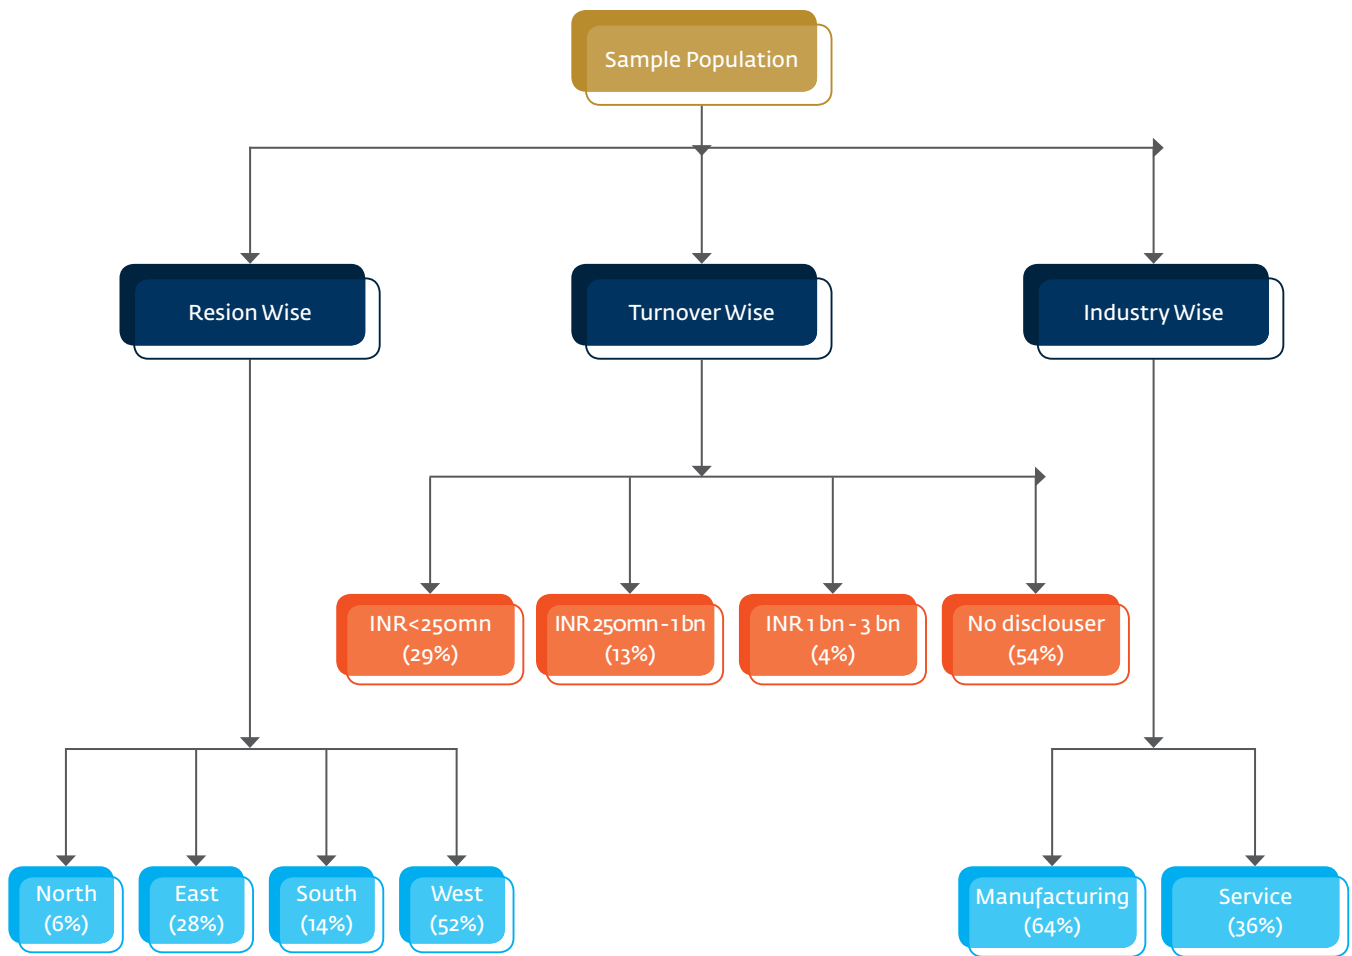 Sample Population
Resion Wise
Turnover Wise
Industry Wise
INR<250mn
(29%)
INR 250mn - 1 bn
(13%)
INR 1 bn - 3 bn
(4%)
No disclouser
(54%)
North
(6%)
East
(28%)
South
(14%)
West
(52%)
Manufacturing
(64%)
Service
(36%)